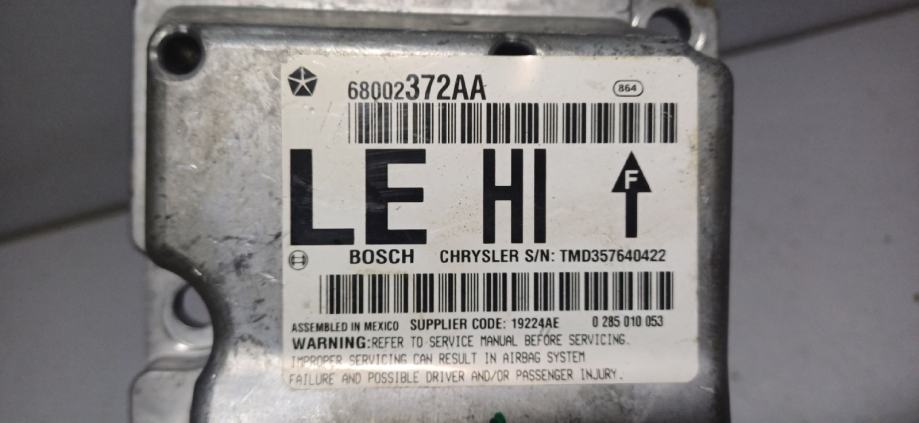 68002372AA 864
LE HI F
BOSCH CHRYSLER S/N: TMD357640422
ASSEMBLED IN MEXICO SUPPLIER CODE: 19224AE 0 285 010 053
WARNING:REFER TO SERVICE MANUAL BEFORE SERVICING.
IMPROPER SERVICING CAN RESULT IN AIRBAG SYSTEM
FAILURE AND POSSIBLE DRIVER AND/OR PASSENGER INJURY.